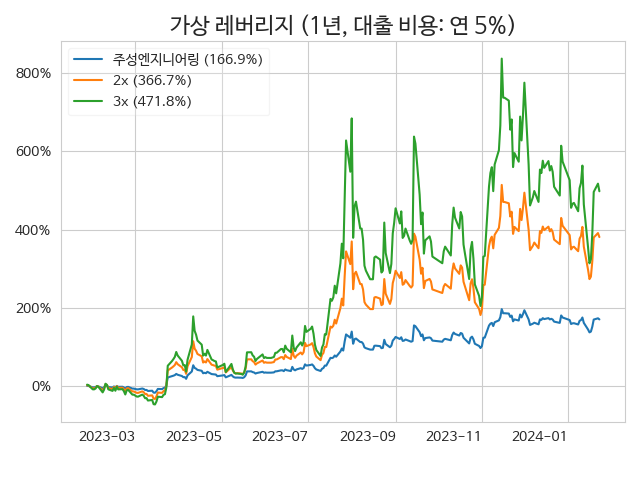 가상 레버리지 (1년, 대출 비용: 연 5%)
주성엔지니어링 (166.9%)
2x (366.7%)
3x (471.8%)
800%
600%
400%
200%
0%
2023-03 2023-05 2023-07 2023-09 2023-11 2024-01